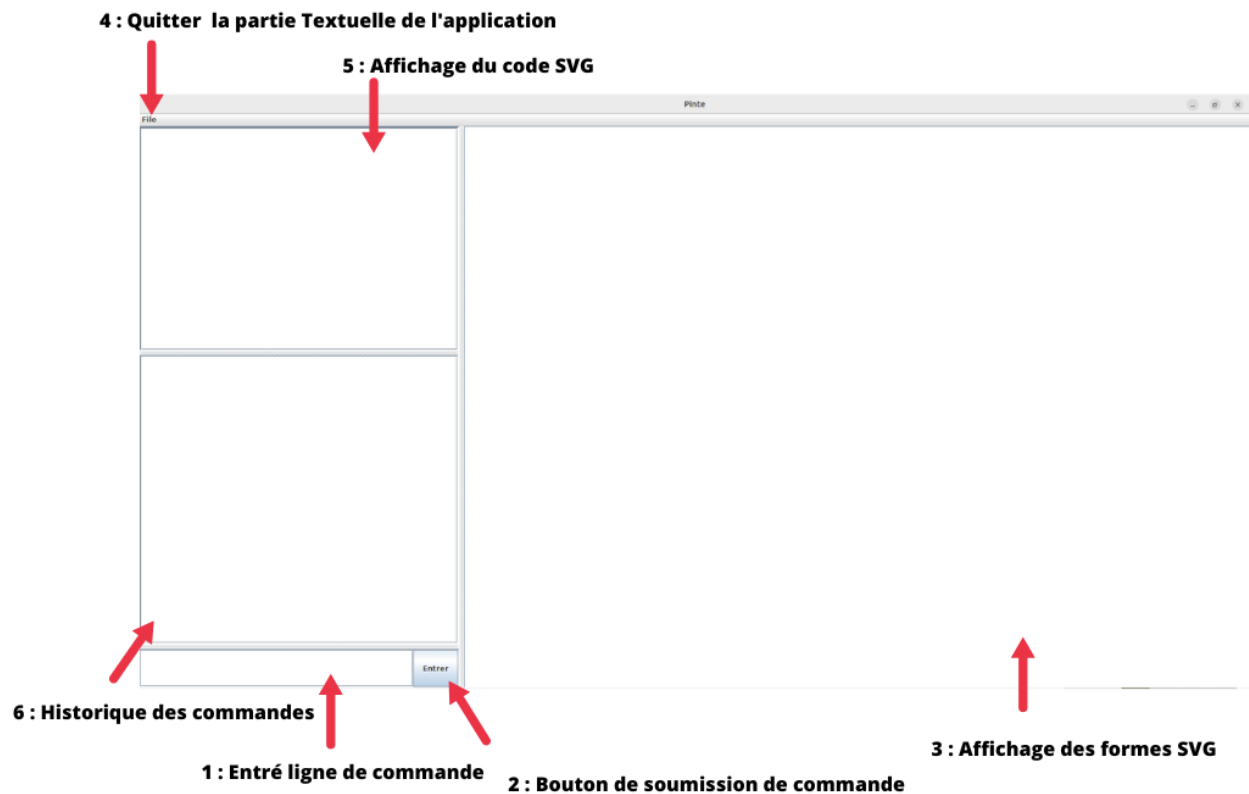 4 : Quitter  la partie Textuelle de l'application
5 : Affichage du code SVG
Pinte
File
Entrer
6 : Historique des commandes
3 : Affichage des formes SVG
1 : Entré ligne de commande
2 : Bouton de soumission de commande